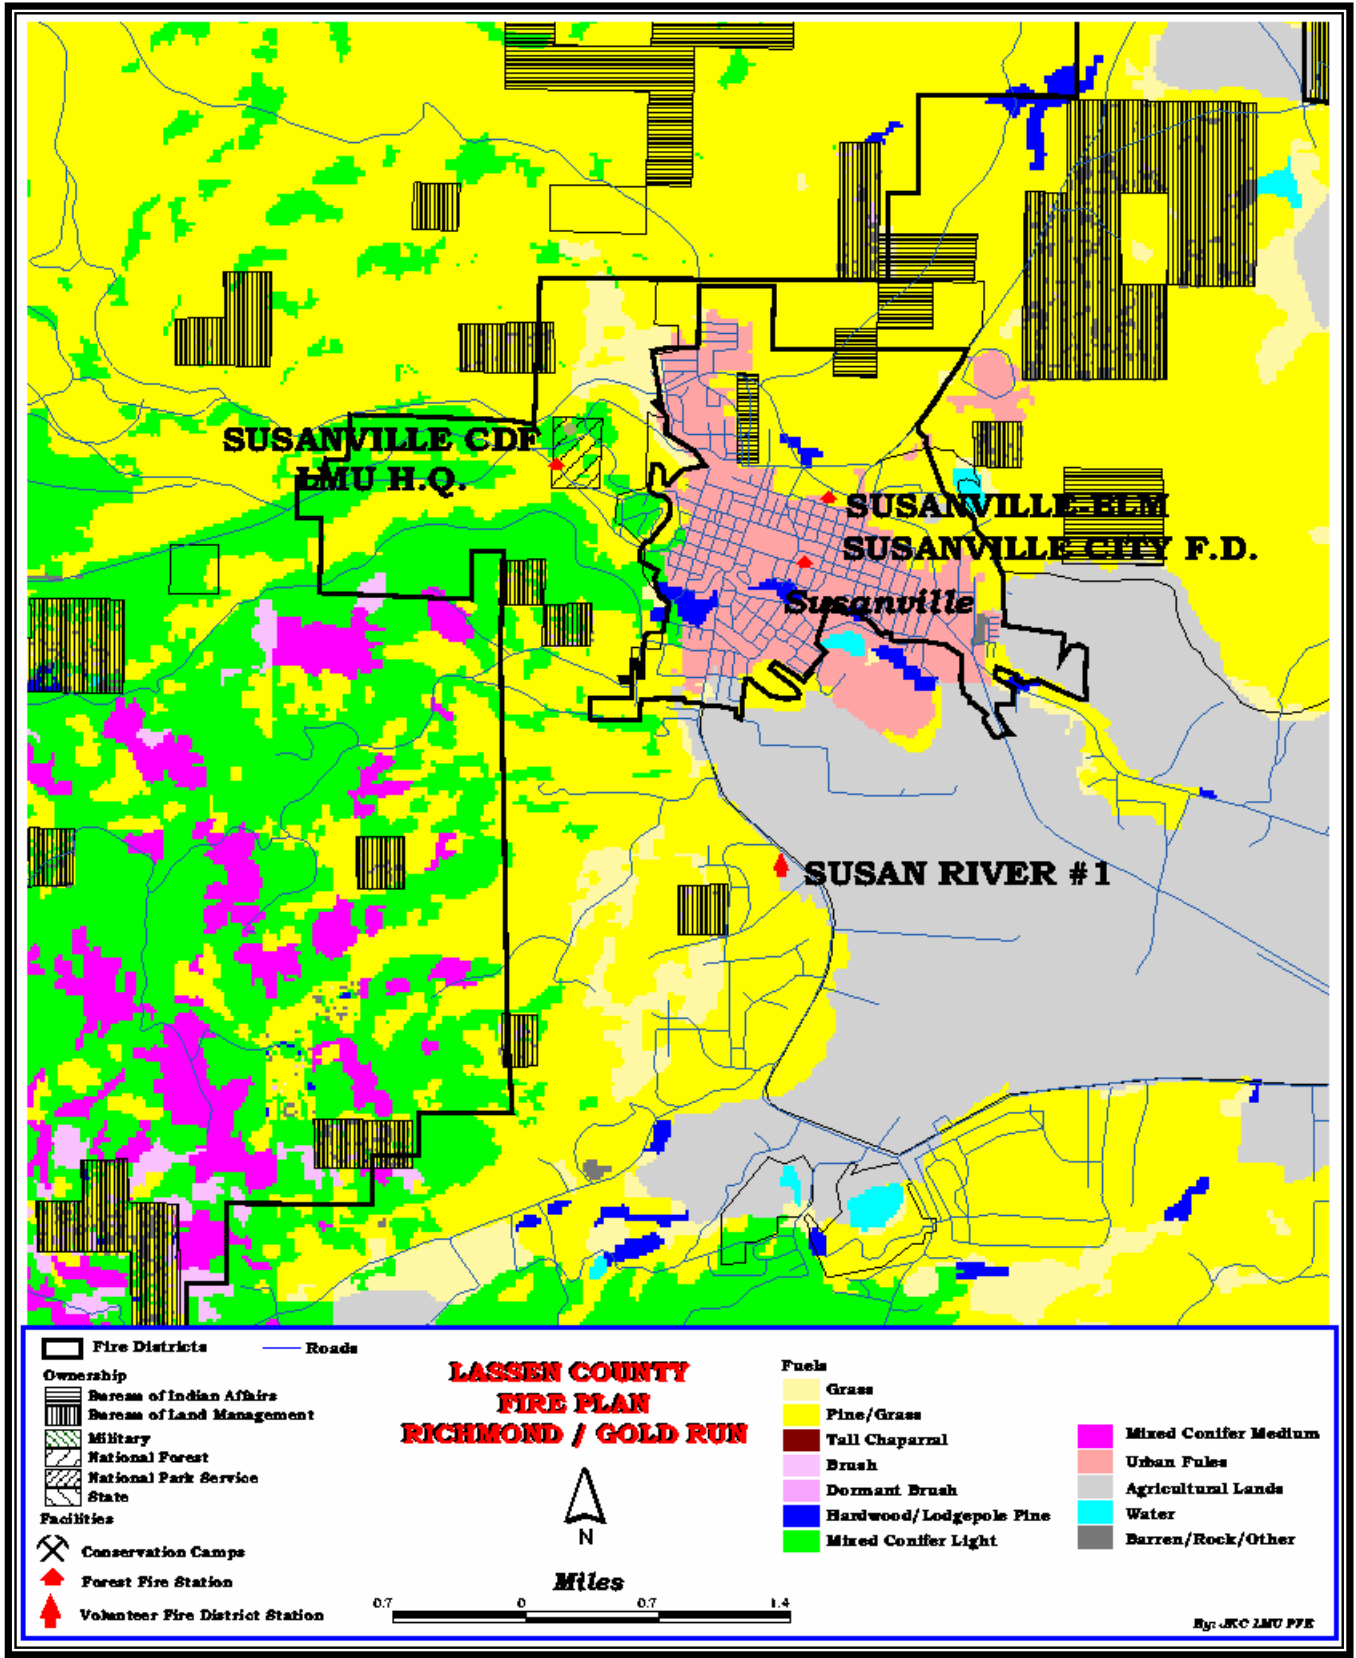 SUSANVILLE CDF
LMU H.Q.
SUSANVILLE-BLM
SUSANVILLE CITY F.D.
Susanville
SUSAN RIVER #1
Fire Districts
Roads
Ownership
Bureau of Indian Affairs
Bureau of Land Management
Military
National Forest
National Park Service
State
Facilities
Conservation Camps
Forest Fire Station
Volunteer Fire District Station
LASSEN COUNTY
FIRE PLAN
RICHMOND / GOLD RUN
N
Miles
0.7 0 0.7 1.4
Fuels
Grass
Pine/Grass
Tall Chaparral
Brush
Dormant Brush
Hardwood/Lodgepole Pine
Mixed Conifer Light
Mixed Conifer Medium
Urban Fules
Agricultural Lands
Water
Barren/Rock/Other
By: JKC LMU PFE